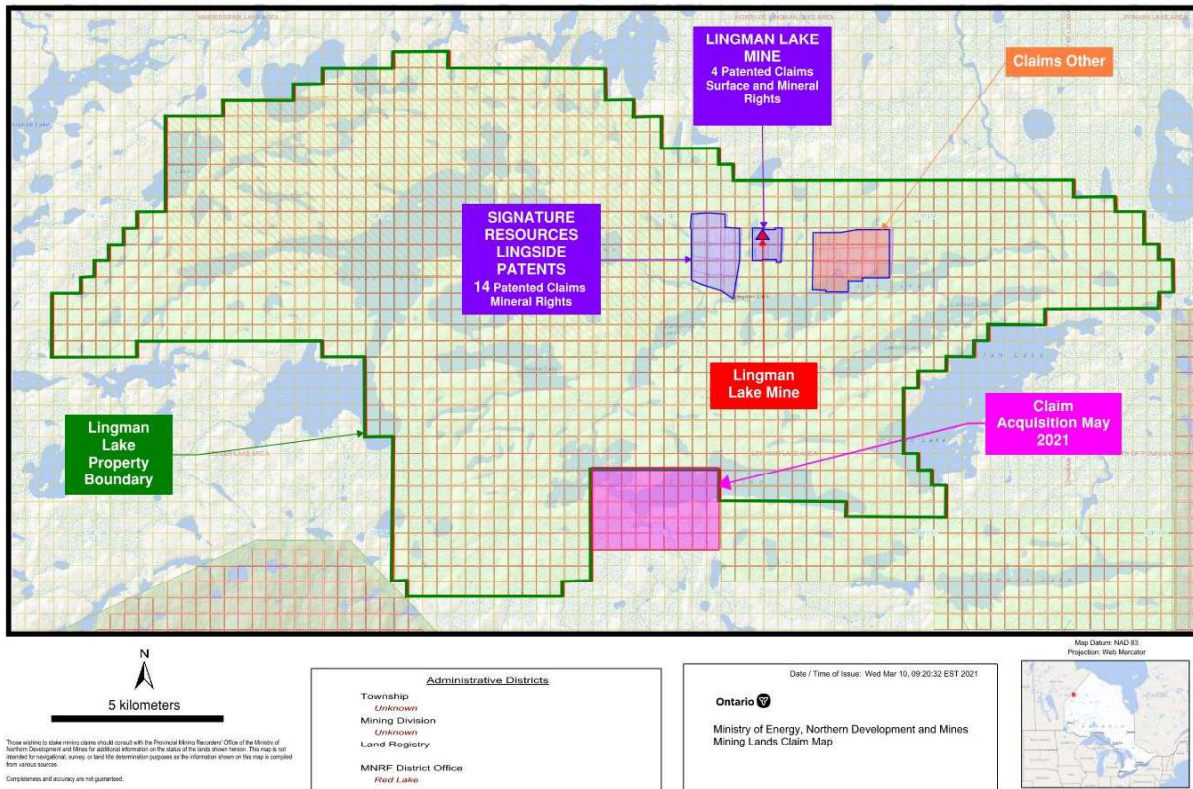 LINGMAN LAKE
MINE
4 Patented Claims
Surface and Mineral
Rights
Claims Other
SIGNATURE
RESOURCES
LINGSIDE
PATENTS
14 Patented Claims
Mineral Rights
Lingman
Lake Mine
Claim
Acquisition May
2021
Lingman
Lake
Property
Boundary
N
5 kilometers
Those wishing to stake mining claims should consult with the Provincial Mining Recorders' Office of the Ministry of
Northern Development and Mines for additional information on the status of the lands shown hereon. This map is not
intended for navigational, survey, or land title determination purposes as the information shown on this map is compiled
from various sources.
Completeness and accuracy are not guaranteed.
Administrative Districts
Township
Unknown
Mining Division
Unknown
Land Registry
MNRF District Office
Red Lake
Date / Time of Issue: Wed Mar 10, 09:20:32 EST 2021
Ontario
Ministry of Energy, Northern Development and Mines
Mining Lands Claim Map
Map Datum: NAD 83
Projection: Web Mercator